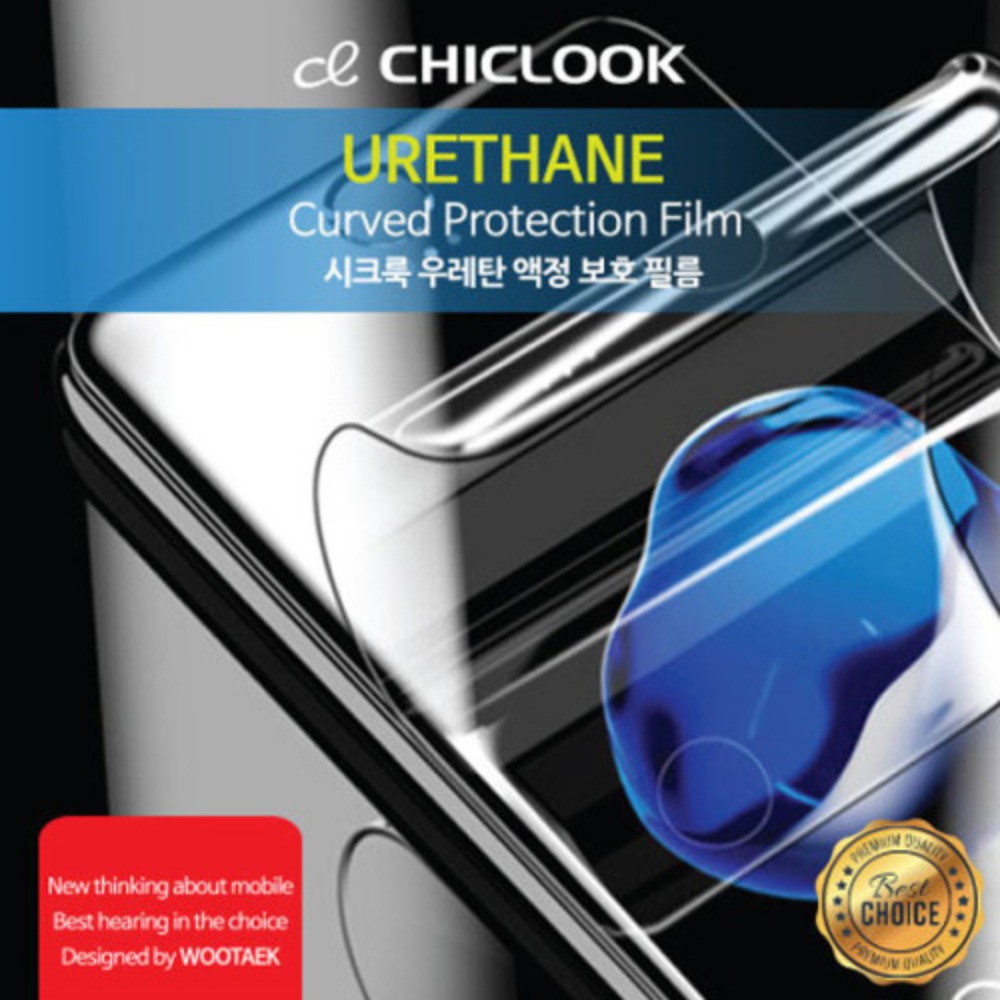 cl CHICLOOK
URETHANE
Curved Protection Film
시크룩 우레탄 액정 보호 필름
New thinking about mobile
Best hearing in the choice
Designed by WOOTAEK
PREMIUM QUALITY
Best
CHOICE
PREMIUM QUALITY